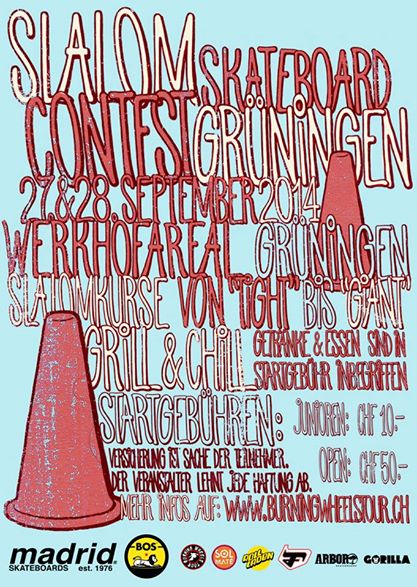 SLALOM SKATEBOARD
CONTEST GRÜNINGEN
27. & 28. SEPTEMBER 2014
WERKHOFAREAL GRÜNINGEN
SLALOMKURSE VON "TIGHT" BIS "GIANT"
GRILL & CHILL
GETRÄNKE & ESSEN SIND IN
STARTGEBÜHR INBEGRIFFEN
STARTGEBÜHREN:
JUNIOREN: CHF 10.-
OPEN: CHF 50.-
VERSICHERUNG IST SACHE DER TEILNEHMER.
DER VERANSTALTER LEHNT JEDE HAFTUNG AB.
MEHR INFOS AUF: WWW.BURNINGWHEELSTOUR.CH
madrid
SKATEBOARDS est. 1976
BOS
SOL
MATE
ARBOR
GORILLA